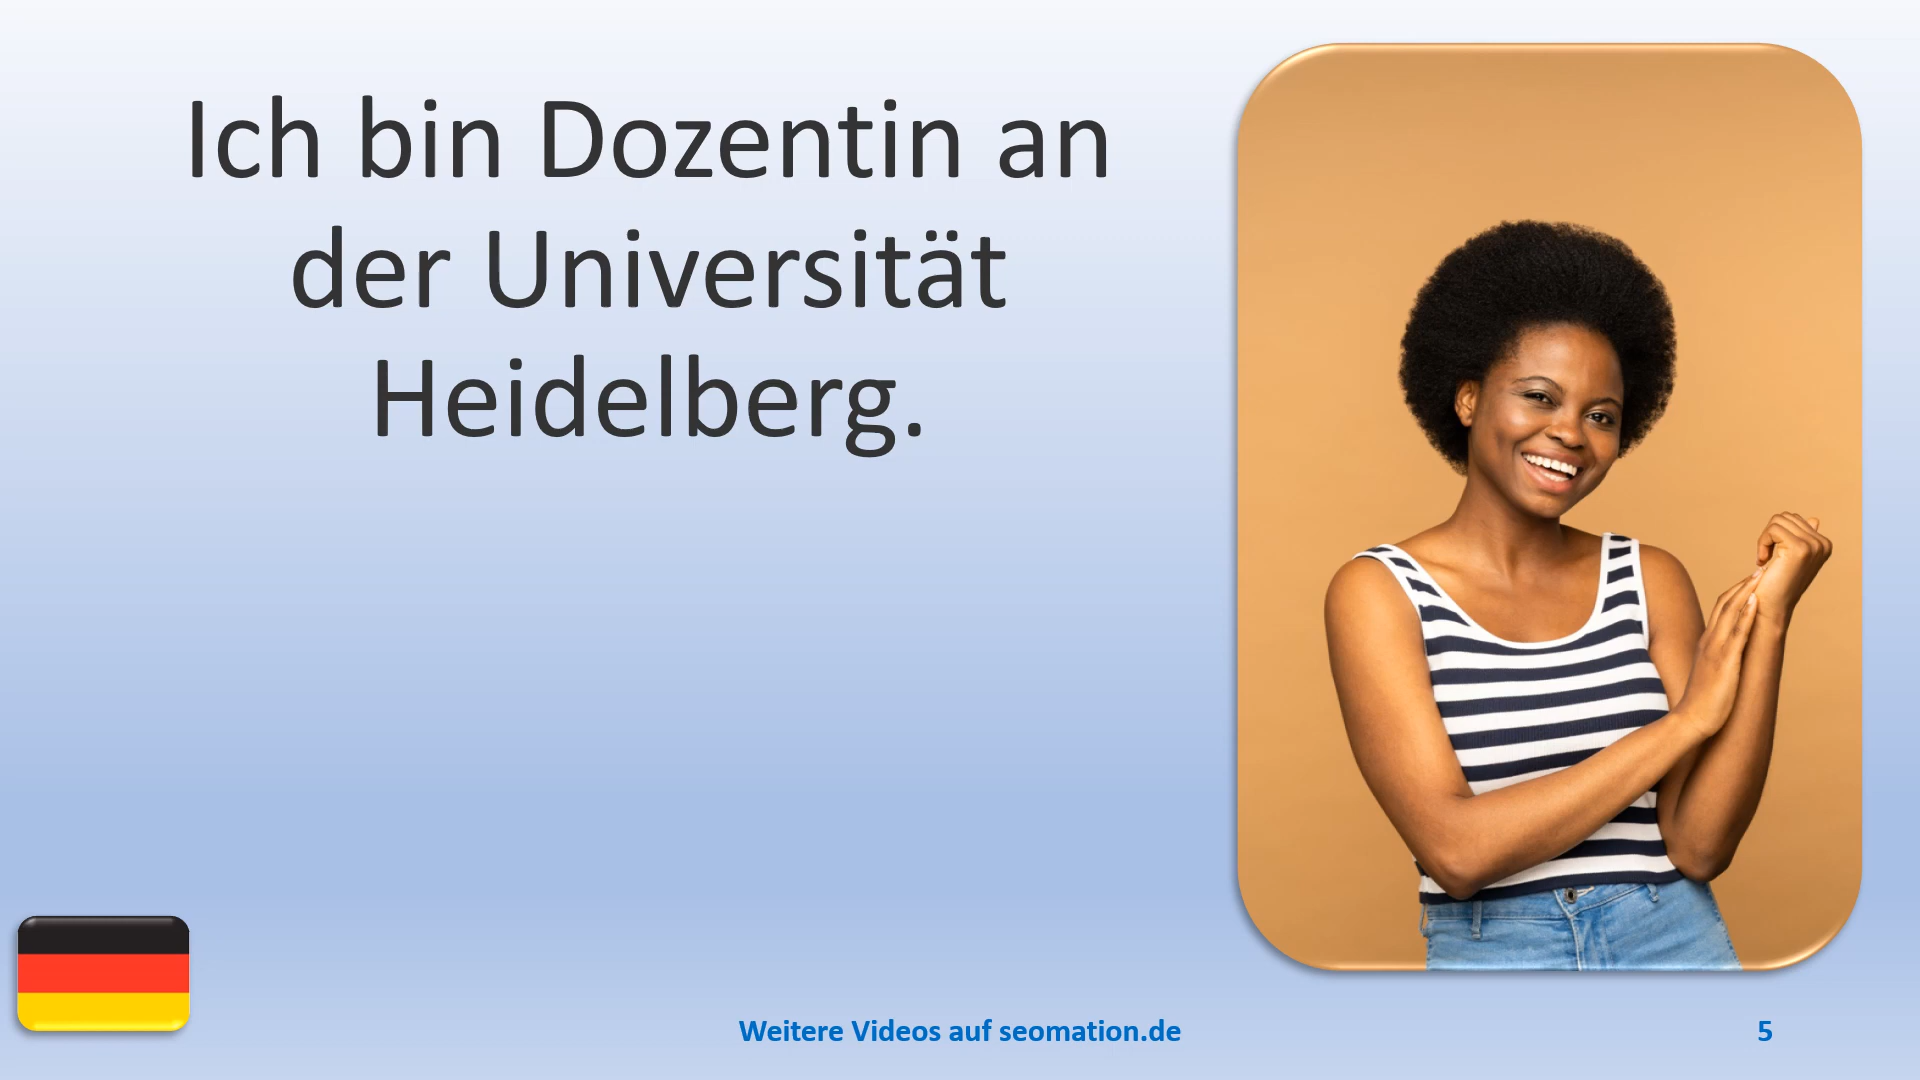 Ich bin Dozentin an
der Universität
Heidelberg.
Weitere Videos auf seomation.de
5